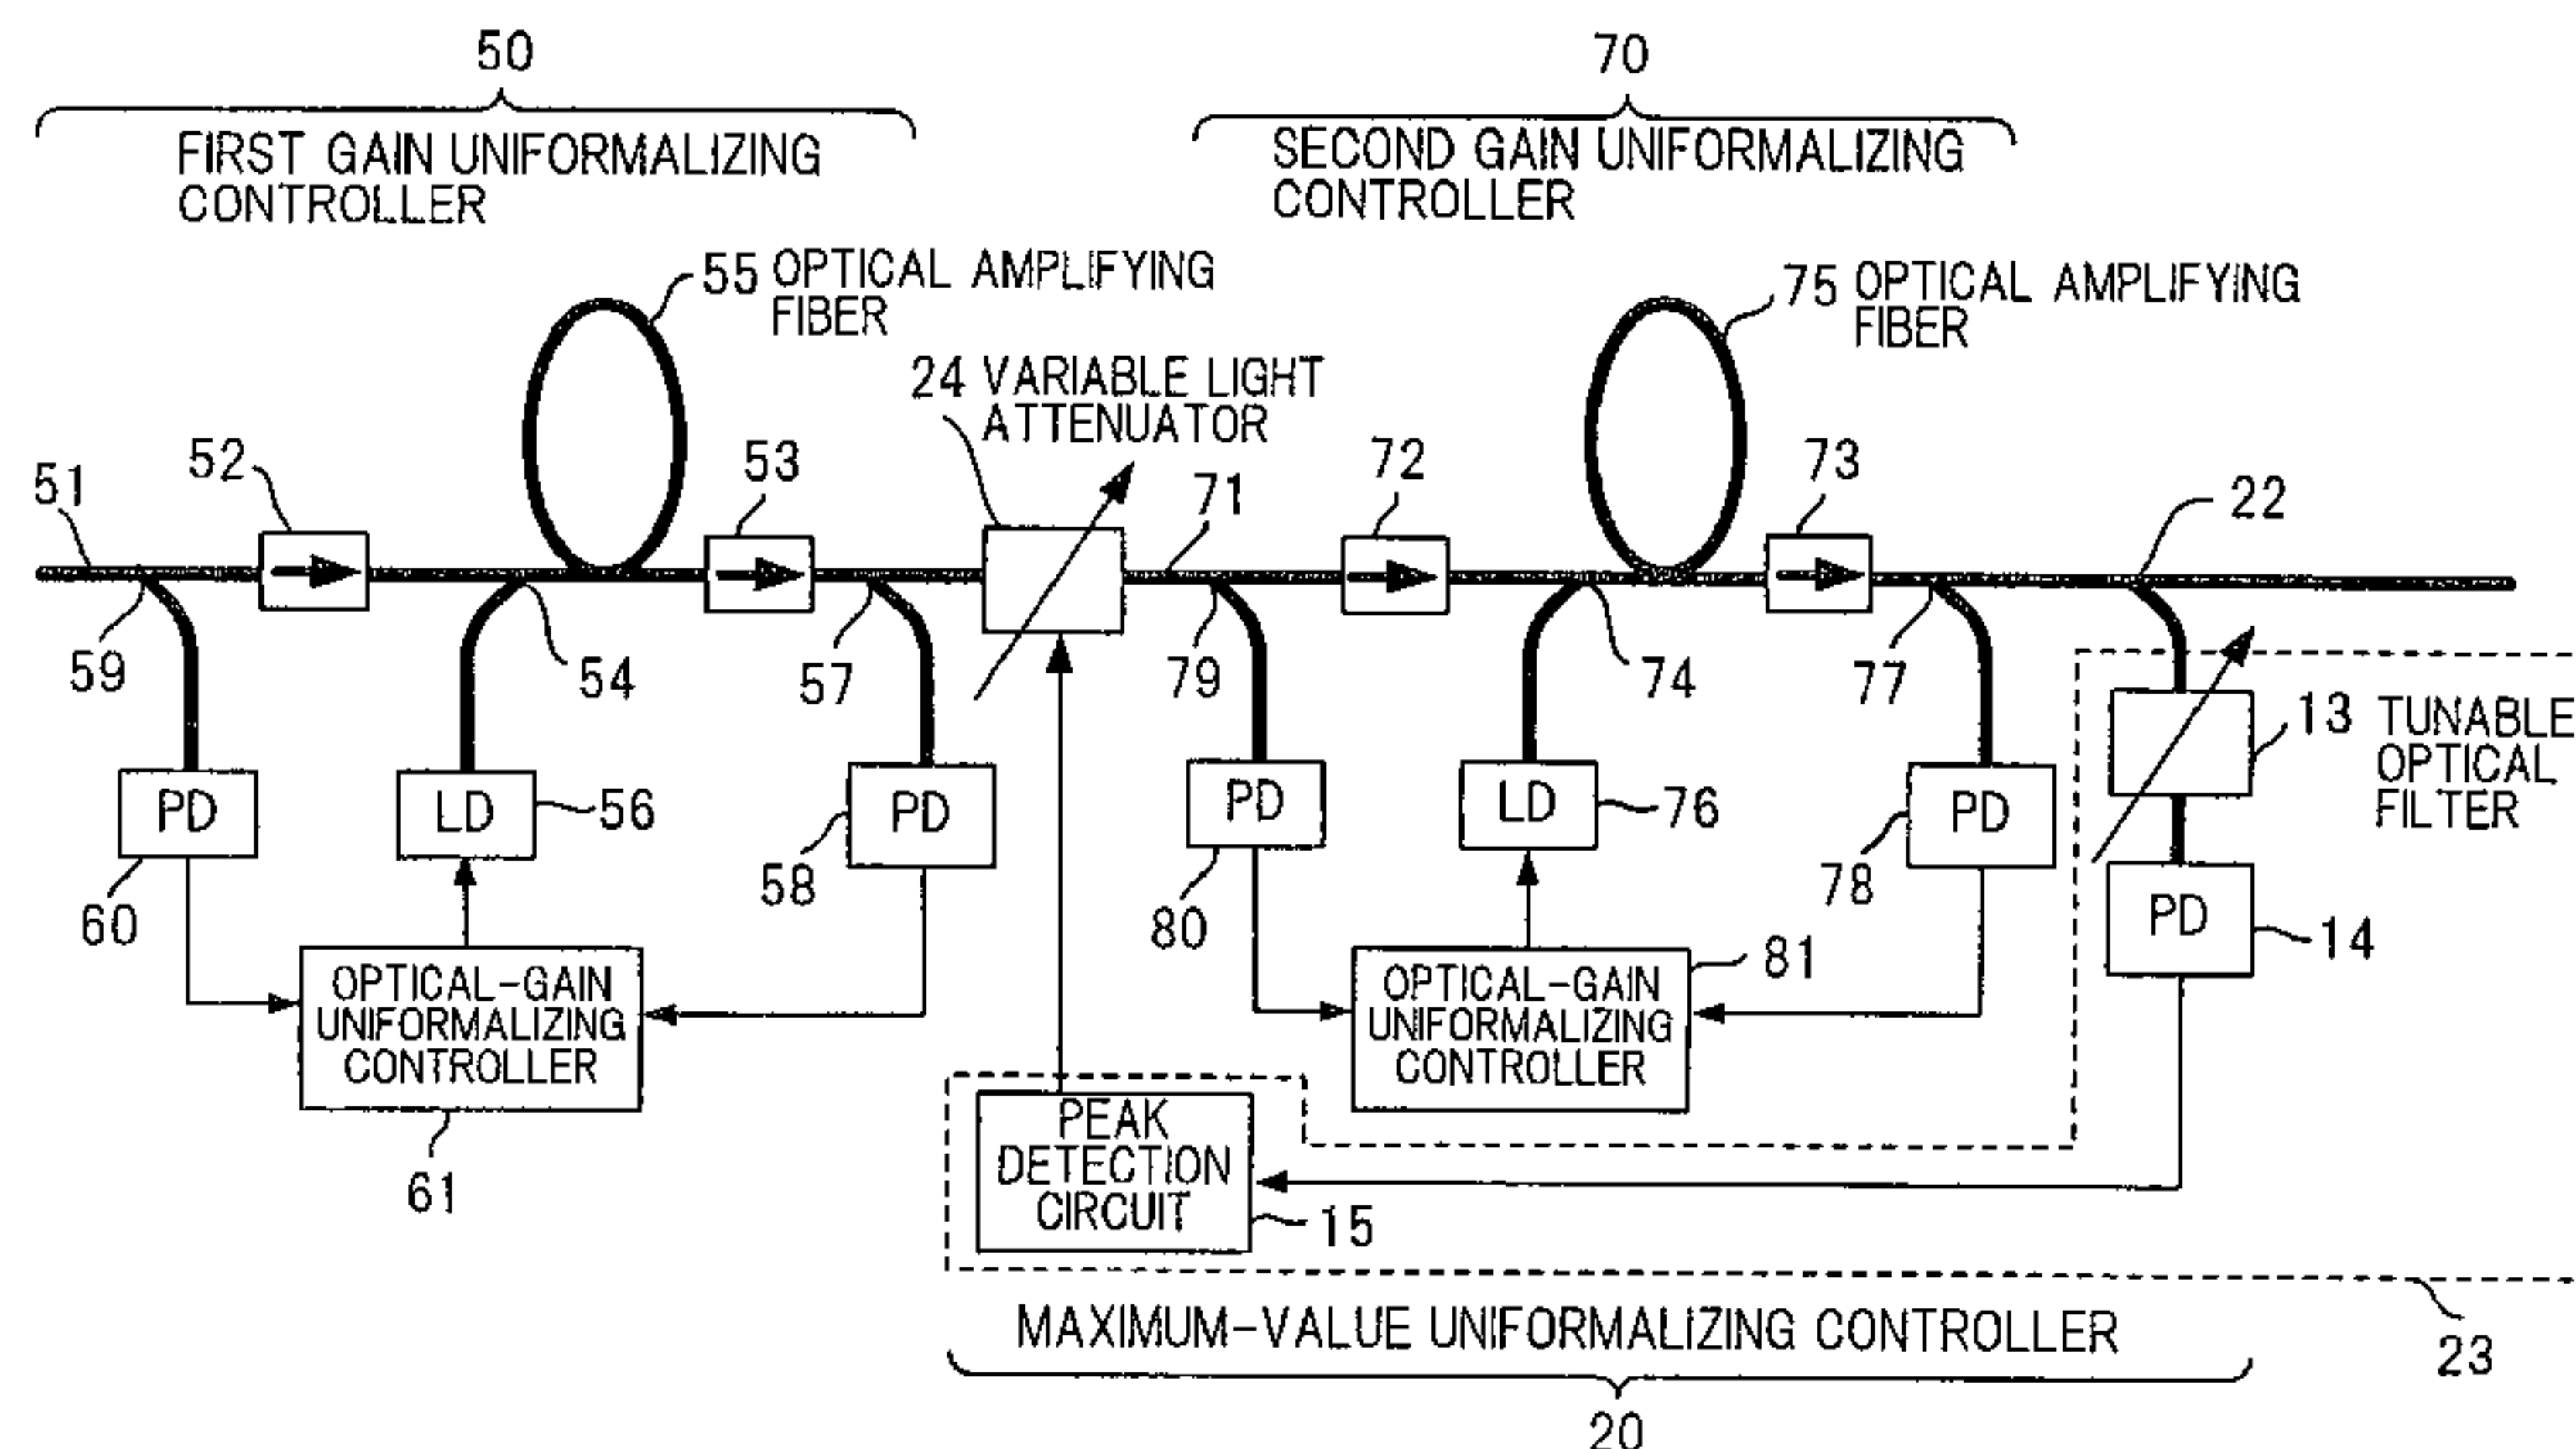 50
70
FIRST GAIN UNIFORMALIZING
CONTROLLER
SECOND GAIN UNIFORMALIZING
CONTROLLER
55 OPTICAL AMPLIFYING
FIBER
75 OPTICAL AMPLIFYING
FIBER
24 VARIABLE LIGHT
ATTENUATOR
51
52
53
71
72
73
22
59
54
57
79
74
77
13 TUNABLE
OPTICAL
FILTER
PD
LD
56
PD
PD
LD
76
PD
60
58
80
78
PD
14
OPTICAL-GAIN
UNIFORMALIZING
CONTROLLER
61
OPTICAL-GAIN
UNIFORMALIZING
CONTROLLER
81
PEAK
DETECTION
CIRCUIT
15
MAXIMUM-VALUE UNIFORMALIZING CONTROLLER
23
20